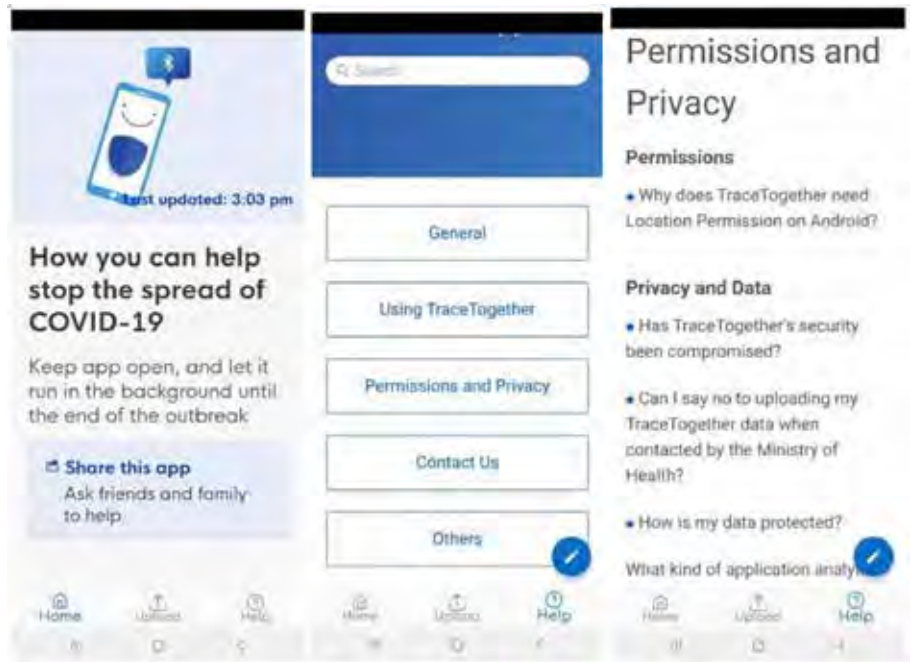 Last updated: 3.03 pm
How you can help
stop the spread of
COVID-19
Keep app open, and let it
run in the background until
the end of the outbreak
Share this app
Ask friends and family
to help
Home
Upload
Help
Search
General
Using TraceTogether
Permissions and Privacy
Contact Us
Others
Home
Upload
Help
Permissions and
Privacy
Permissions
• Why does TraceTogether need
Location Permission on Android?
Privacy and Data
• Has TraceTogether's security
been compromised?
• Can I say no to uploading my
TraceTogether data when
contacted by the Ministry of
Health?
• How is my data protected?
What kind of application
Home
Upload
Help